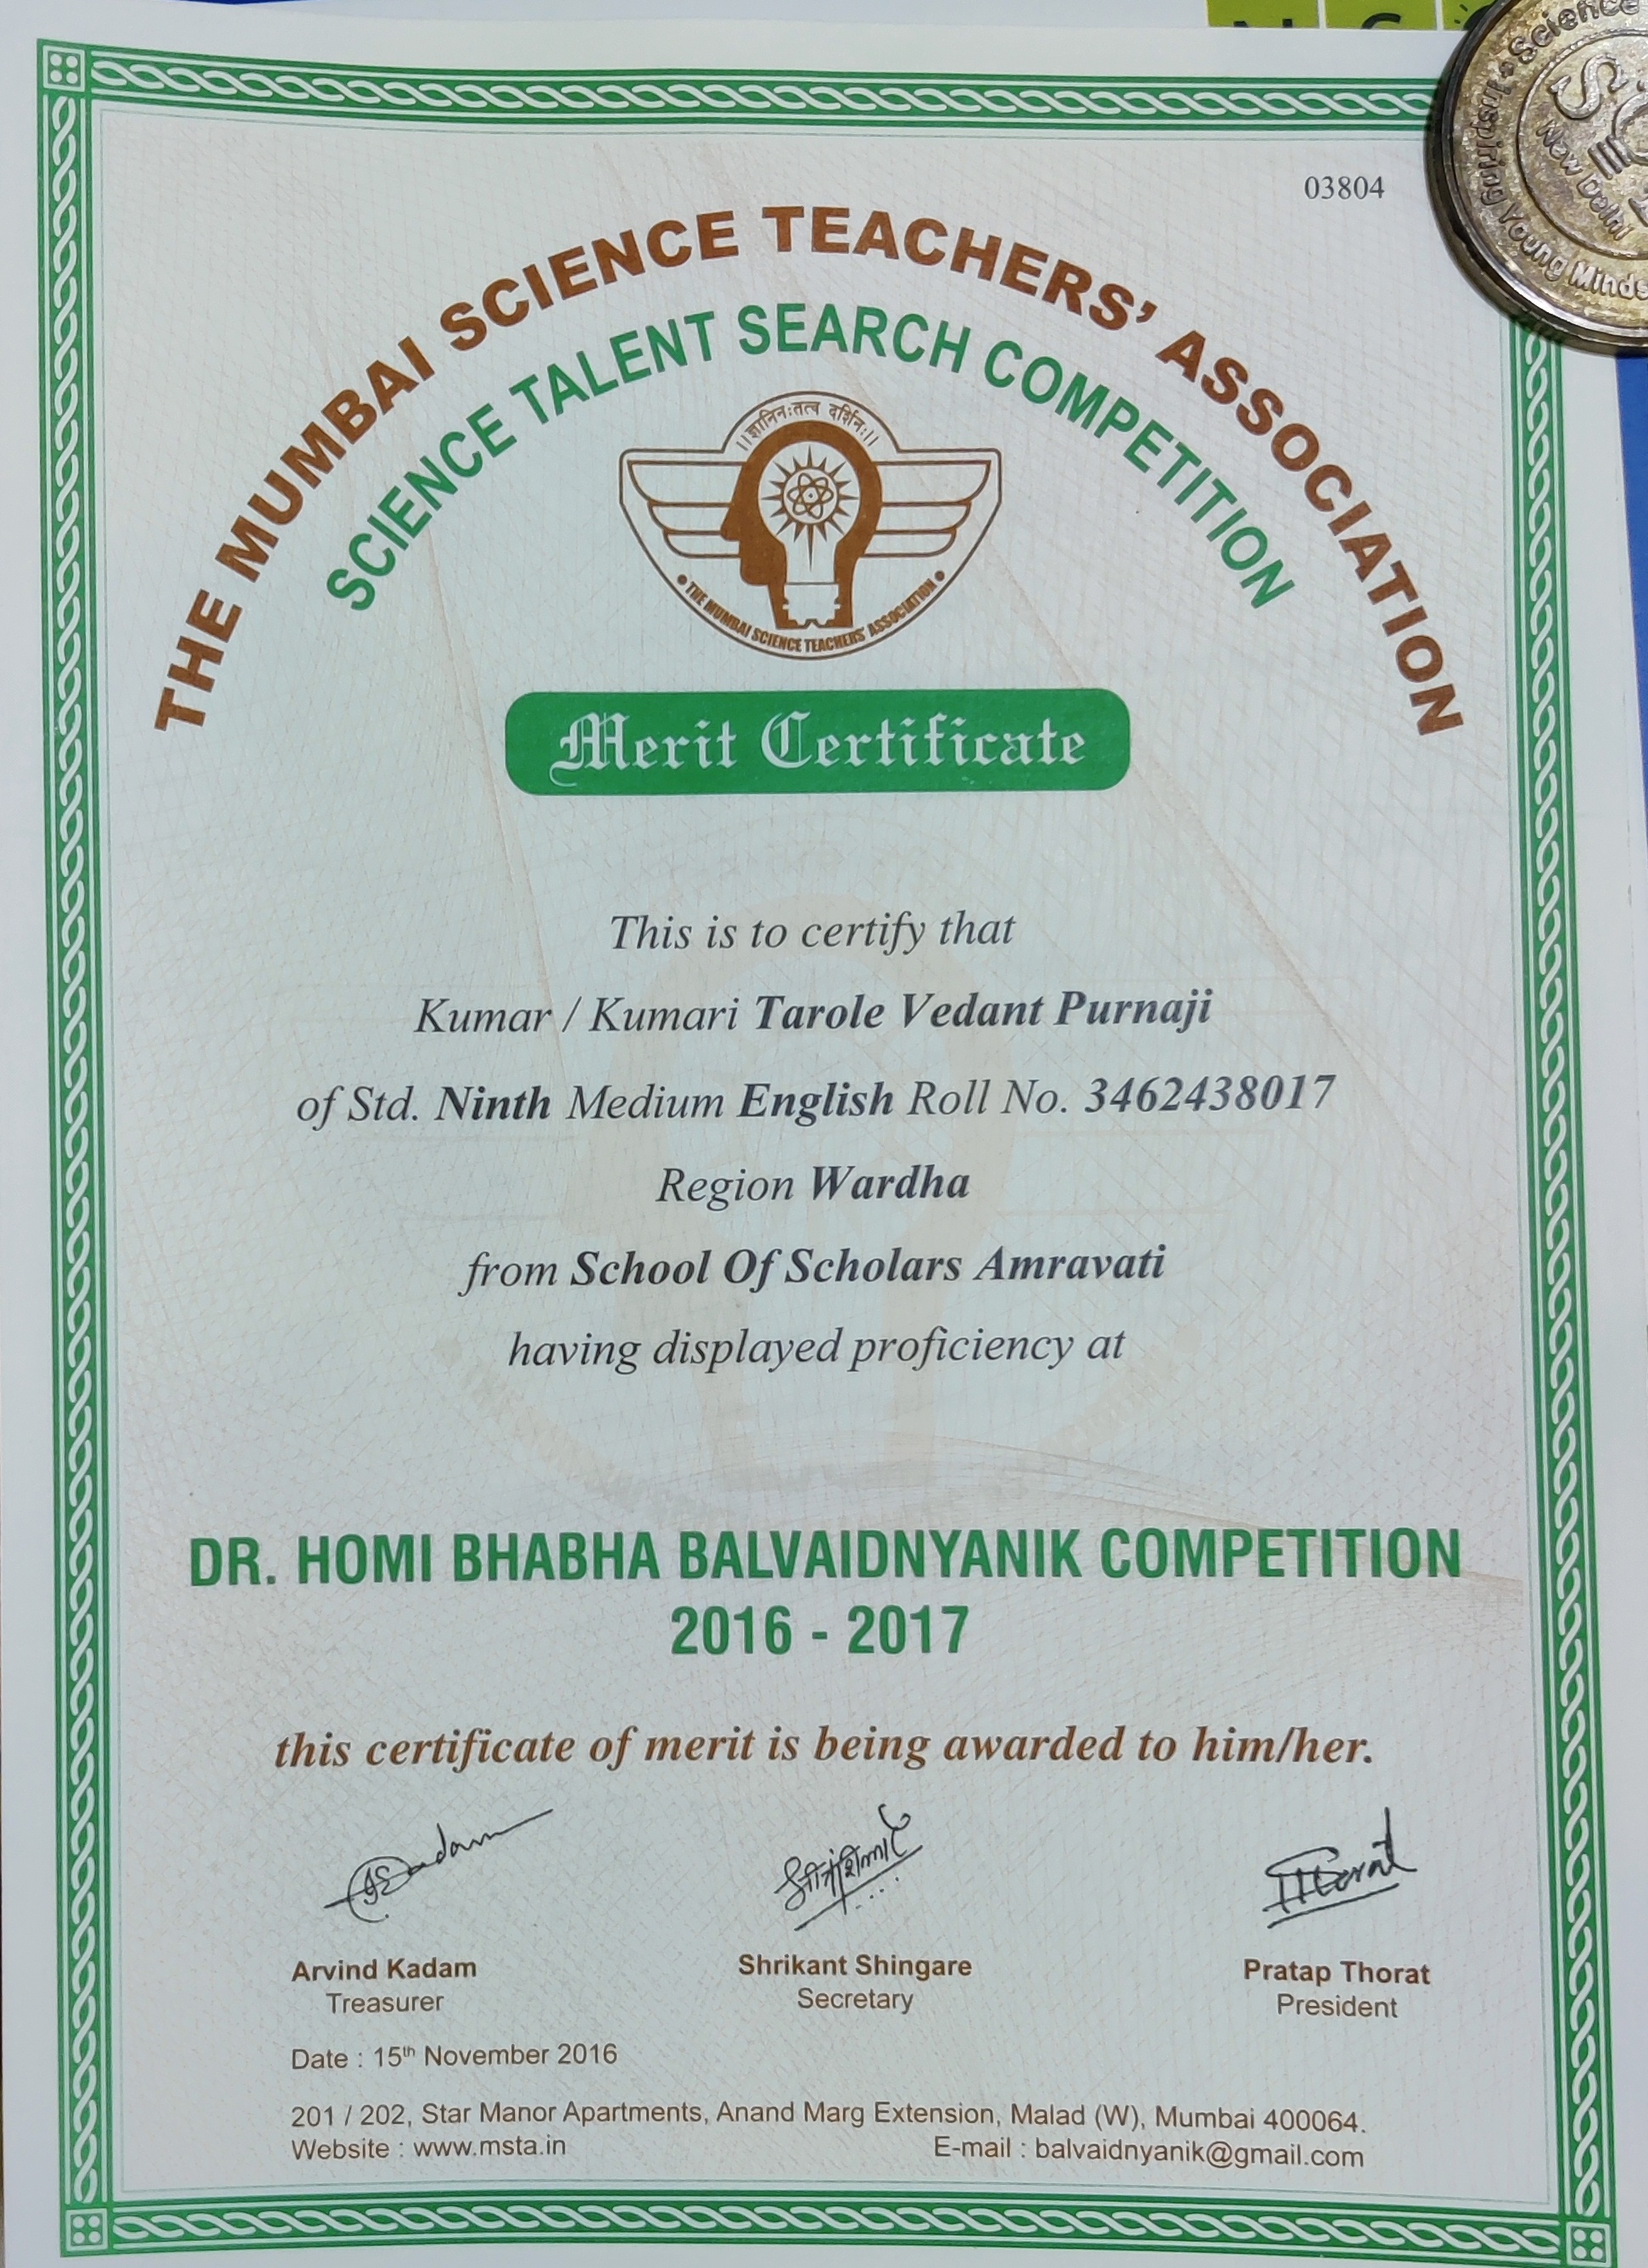 03804
THE MUMBAI SCIENCE TEACHERS' ASSOCIATION
SCIENCE TALENT SEARCH COMPETITION
।।ज्ञानिनःतत्व दर्शिनः।।
• THE MUMBAI SCIENCE TEACHERS' ASSOCIATION •
Merit Certificate
This is to certify that
Kumar / Kumari Tarole Vedant Purnaji
of Std. Ninth Medium English Roll No. 3462438017
Region Wardha
from School Of Scholars Amravati
having displayed proficiency at
DR. HOMI BHABHA BALVAIDNYANIK COMPETITION
2016 - 2017
this certificate of merit is being awarded to him/her.
Arvind Kadam
Treasurer
Shrikant Shingare
Secretary
Pratap Thorat
President
Date : 15th November 2016
201 / 202, Star Manor Apartments, Anand Marg Extension, Malad (W), Mumbai 400064.
Website : www.msta.in E-mail : balvaidnyanik@gmail.com
Inspiring Young Minds
Science
New Delhi